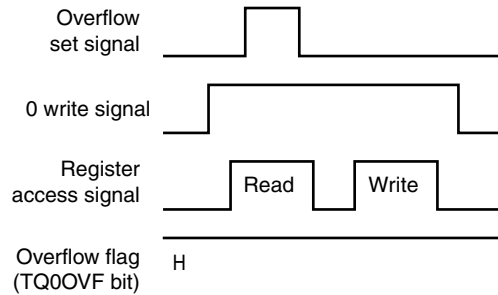 Overflow
set signal
0 write signal
Register
access signal
Read
Write
Overflow flag
(TQ0OVF bit)
H